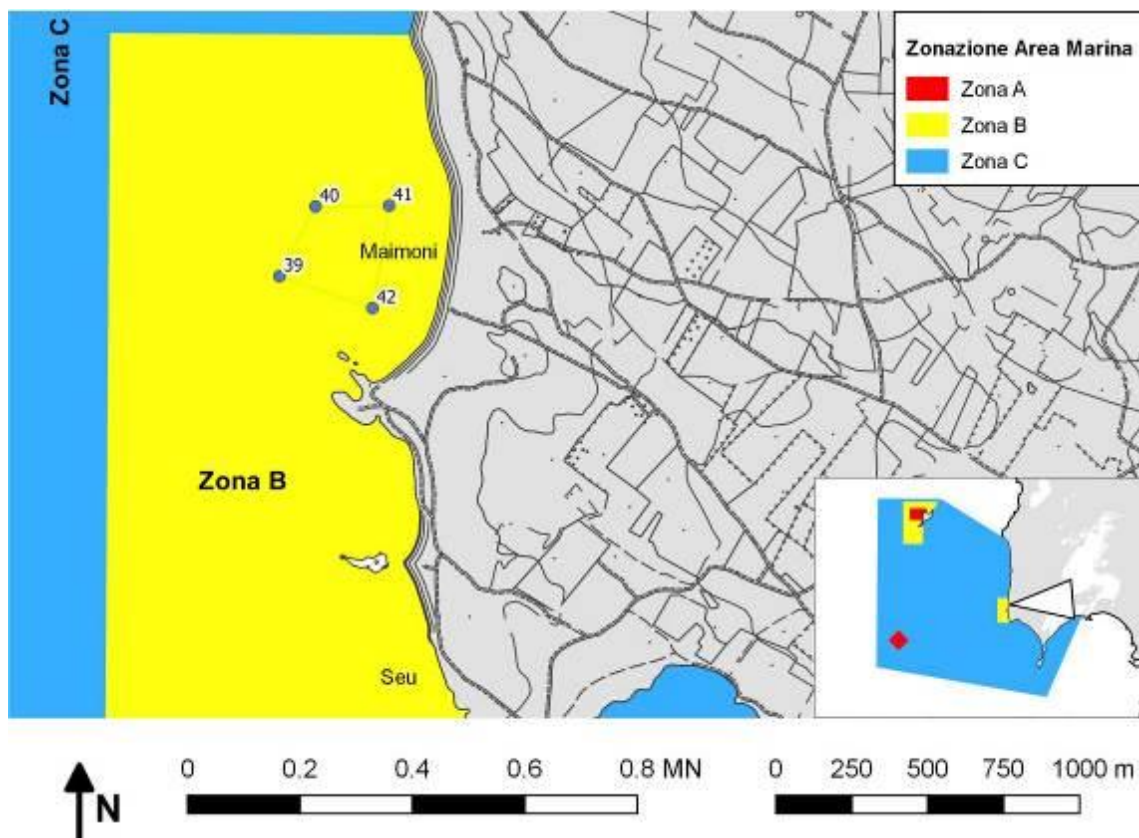 Zona C
Zonazione Area Marina
Zona A
Zona B
Zona C
40
41
Maimoni
39
42
Zona B
Seu
0 0.2 0.4 0.6 0.8 MN
0 250 500 750 1000 m
N